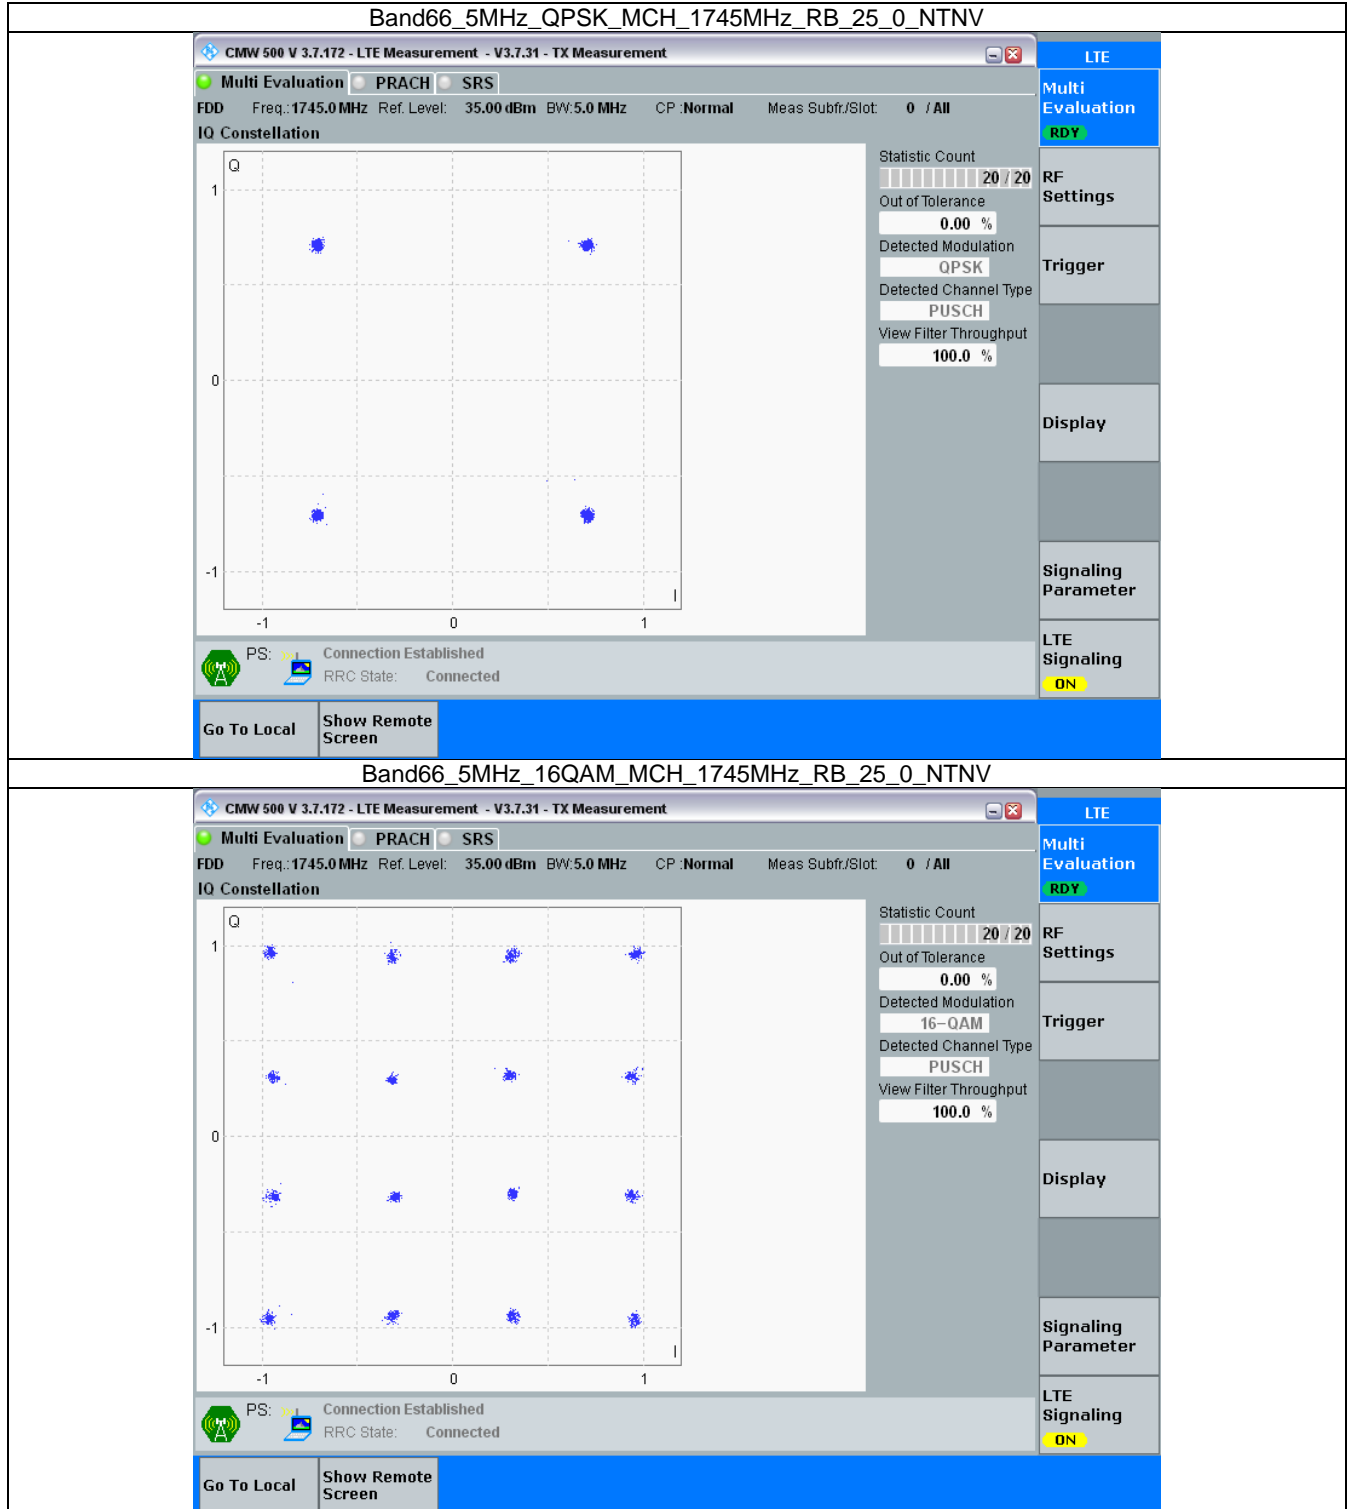 Band66_5MHz_QPSK_MCH_1745MHz_RB_25_0_NTNV
CMW 500 V 3.7.172 - LTE Measurement - V3.7.31 - TX Measurement
LTE
Multi Evaluation PRACH SRS
Multi
Evaluation
RDY
FDD Freq.: 1745.0 MHz Ref. Level: 35.00 dBm BW: 5.0 MHz CP : Normal Meas Subfr./Slot: 0 / All
IQ Constellation
Q
1
0
-1
I
-1 0 1
Statistic Count
20 / 20
Out of Tolerance
0.00 %
Detected Modulation
QPSK
Detected Channel Type
PUSCH
View Filter Throughput
100.0 %
RF
Settings
Trigger
Display
Signaling
Parameter
LTE
Signaling
ON
PS: Connection Established
RRC State: Connected
Go To Local
Show Remote
Screen
Band66_5MHz_16QAM_MCH_1745MHz_RB_25_0_NTNV
CMW 500 V 3.7.172 - LTE Measurement - V3.7.31 - TX Measurement
LTE
Multi Evaluation PRACH SRS
Multi
Evaluation
RDY
FDD Freq.: 1745.0 MHz Ref. Level: 35.00 dBm BW: 5.0 MHz CP : Normal Meas Subfr./Slot: 0 / All
IQ Constellation
Q
1
0
-1
I
-1 0 1
Statistic Count
20 / 20
Out of Tolerance
0.00 %
Detected Modulation
16-QAM
Detected Channel Type
PUSCH
View Filter Throughput
100.0 %
RF
Settings
Trigger
Display
Signaling
Parameter
LTE
Signaling
ON
PS: Connection Established
RRC State: Connected
Go To Local
Show Remote
Screen